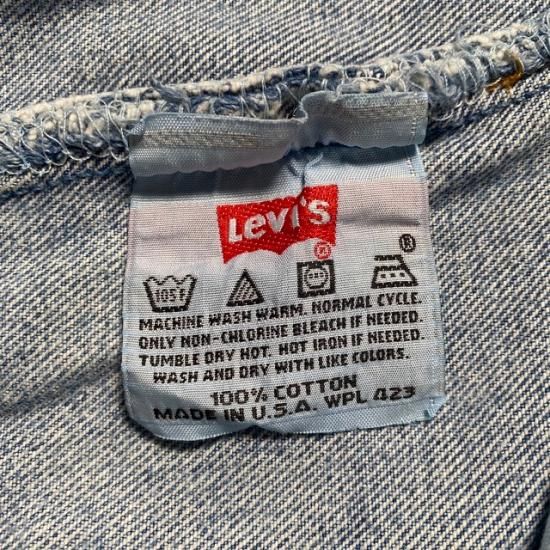 LEVI'S
®
®
105F
MACHINE WASH WARM. NORMAL CYCLE.
ONLY NON-CHLORINE BLEACH IF NEEDED.
TUMBLE DRY HOT. HOT IRON IF NEEDED.
WASH AND DRY WITH LIKE COLORS.
100% COTTON
MADE IN U.S.A. WPL 423